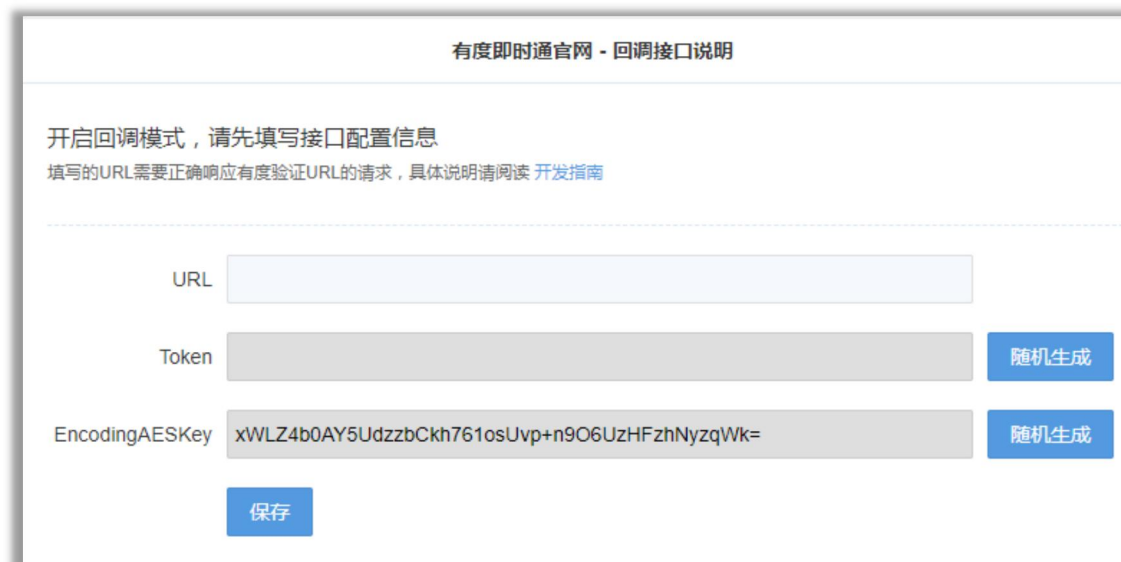 有度即时通官网 - 回调接口说明
开启回调模式，请先填写接口配置信息
填写的URL需要正确响应有度验证URL的请求，具体说明请阅读 开发指南
URL
Token 随机生成
EncodingAESKey xWLZ4b0AY5UdzzbCkh761osUvp+n9O6UzHFzhNyzqWk= 随机生成
保存